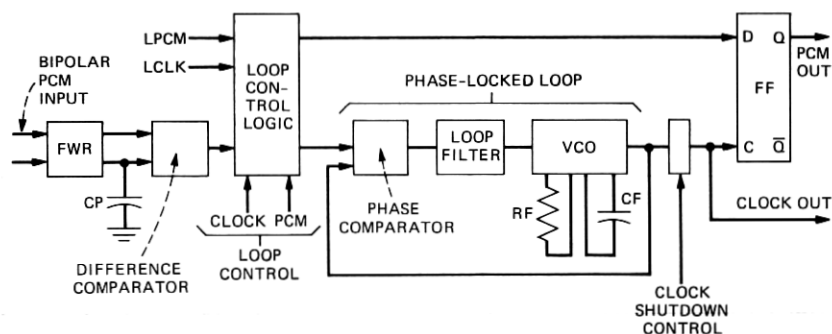 LPCM
LCLK
BIPOLAR
PCM
INPUT
FWR
CP
DIFFERENCE
COMPARATOR
LOOP
CON-
TROL
LOGIC
CLOCK PCM
LOOP
CONTROL
PHASE-LOCKED LOOP
LOOP
FILTER
VCO
PHASE
COMPARATOR
RF
CF
D Q
FF
C Q̅
PCM
OUT
CLOCK OUT
CLOCK
SHUTDOWN
CONTROL